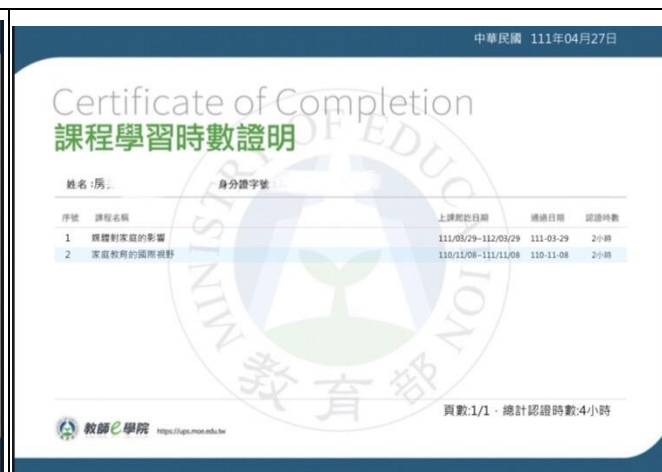 中華民國 111年04月27日
Certificate of Completion
課程學習時數證明
姓名:房 身分證字號
序號 課程名稱 上課起訖日期 通過日期 認證時數
1 媒體對家庭的影響 111/03/29~112/03/29 111-03-29 2小時
2 家庭教育的國際視野 110/11/08~111/11/08 110-11-08 2小時
MINISTRY OF EDUCATION
教育部
頁數:1/1 · 總計認證時數:4小時
教師e學院 https://ups.moe.edu.tw